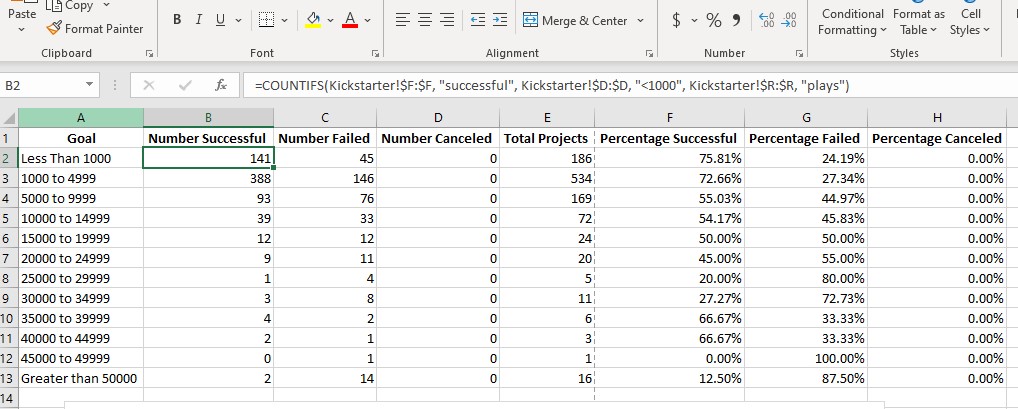 Copy
Paste
Format Painter
B I U
A
Merge & Center
$ % ,
Conditional Format as Cell
Formatting Table Styles
Clipboard Font Alignment Number Styles
B2 fx =COUNTIFS(Kickstarter!$F:$F, "successful", Kickstarter!$D:$D, "<1000", Kickstarter!$R:$R, "plays")
A B C D E F G H
1 Goal Number Successful Number Failed Number Canceled Total Projects Percentage Successful Percentage Failed Percentage Canceled
2 Less Than 1000 141 45 0 186 75.81% 24.19% 0.00%
3 1000 to 4999 388 146 0 534 72.66% 27.34% 0.00%
4 5000 to 9999 93 76 0 169 55.03% 44.97% 0.00%
5 10000 to 14999 39 33 0 72 54.17% 45.83% 0.00%
6 15000 to 19999 12 12 0 24 50.00% 50.00% 0.00%
7 20000 to 24999 9 11 0 20 45.00% 55.00% 0.00%
8 25000 to 29999 1 4 0 5 20.00% 80.00% 0.00%
9 30000 to 34999 3 8 0 11 27.27% 72.73% 0.00%
10 35000 to 39999 4 2 0 6 66.67% 33.33% 0.00%
11 40000 to 44999 2 1 0 3 66.67% 33.33% 0.00%
12 45000 to 49999 0 1 0 1 0.00% 100.00% 0.00%
13 Greater than 50000 2 14 0 16 12.50% 87.50% 0.00%
14